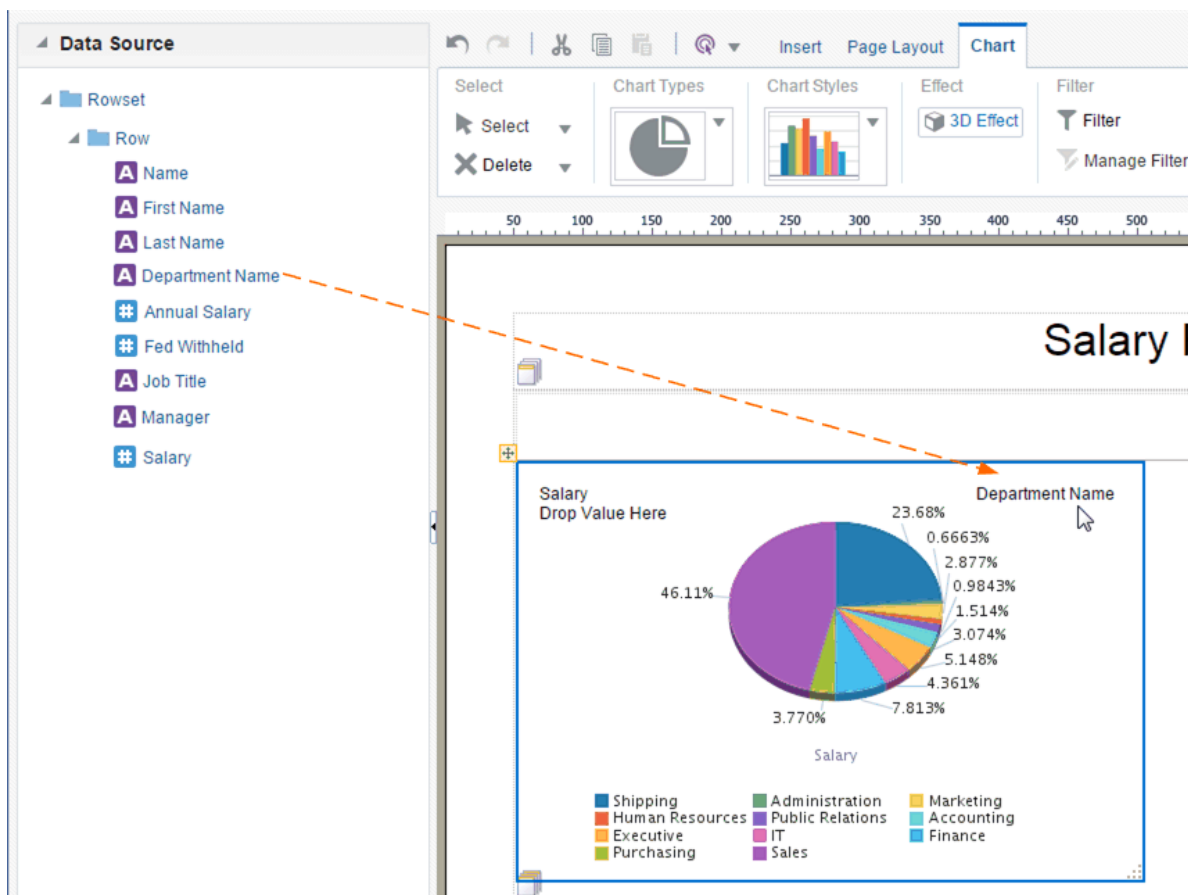 Data Source
Rowset
Row
A Name
A First Name
A Last Name
A Department Name
# Annual Salary
# Fed Withheld
A Job Title
A Manager
# Salary
Insert Page Layout Chart
Select Chart Types Chart Styles Effect Filter
Select
Delete
3D Effect
Filter
Manage Filter
50 100 150 200 250 300 350 400 450 500
Salary
Salary
Drop Value Here
Department Name
23.68%
0.6663%
2.877%
0.9843%
1.514%
3.074%
5.148%
4.361%
7.813%
3.770%
46.11%
Salary
Shipping Administration Marketing
Human Resources Public Relations Accounting
Executive IT Finance
Purchasing Sales